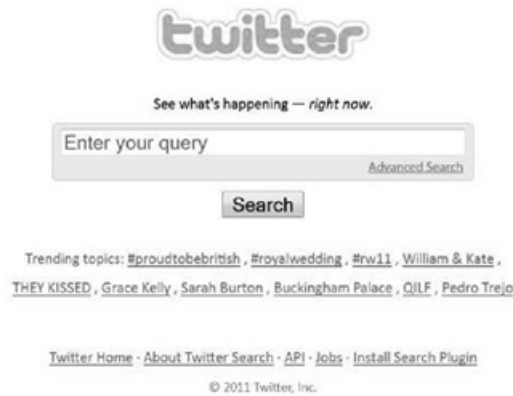 twitter
See what's happening — right now.
Enter your query
Advanced Search
Search
Trending topics: #proudtobebritish , #royalwedding , #rw11 , William & Kate ,
THEY KISSED , Grace Kelly , Sarah Burton , Buckingham Palace , QILF , Pedro Trejo
Twitter Home · About Twitter Search · API · Jobs · Install Search Plugin
© 2011 Twitter, Inc.